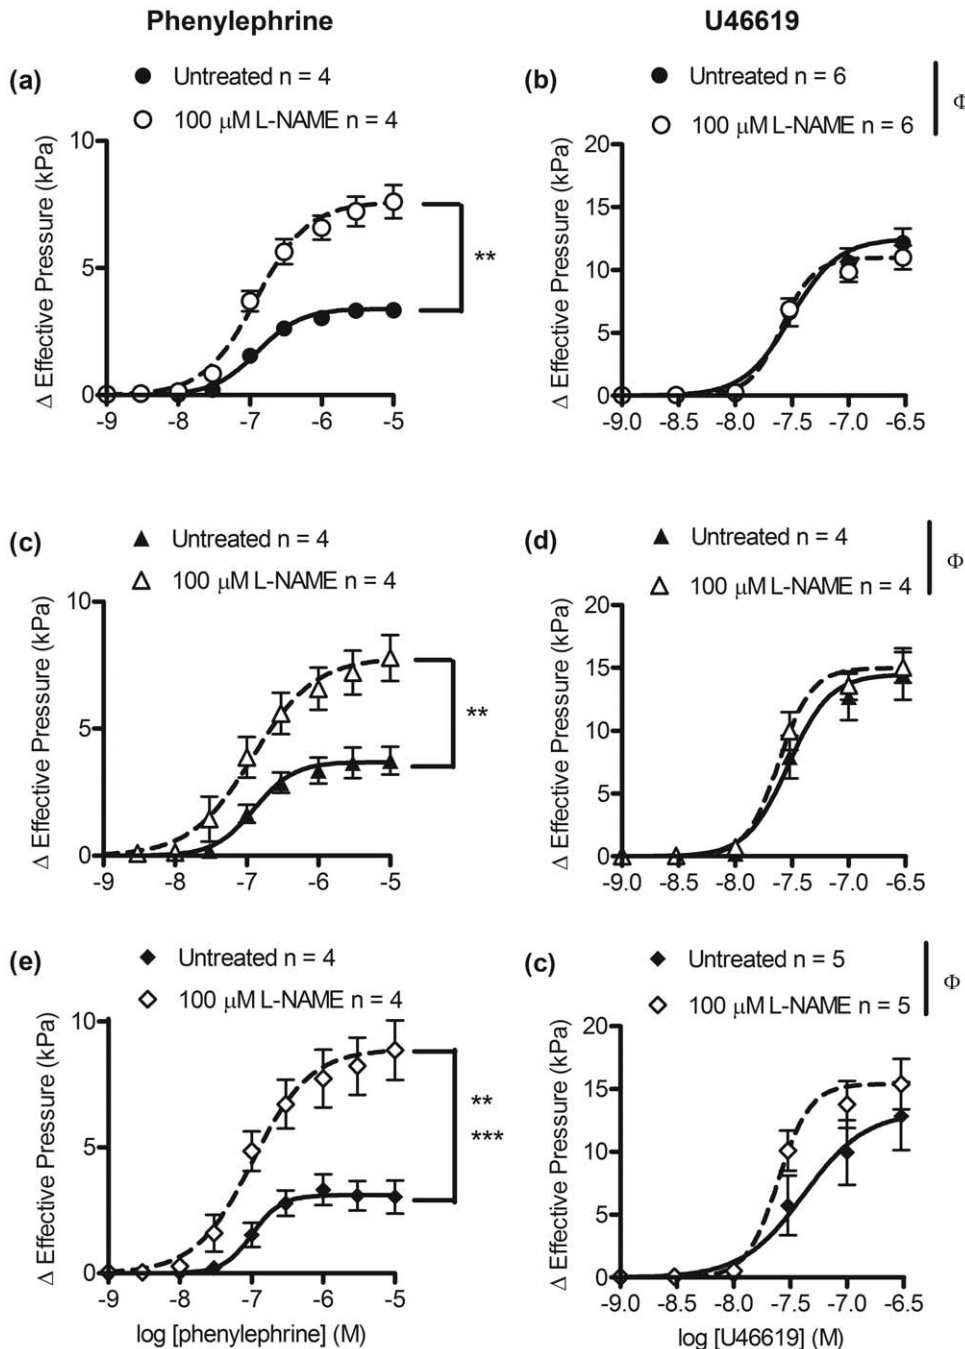 Phenylephrine
U46619
(a)
Untreated n = 4
100 μM L-NAME n = 4
Δ Effective Pressure (kPa)
10
5
0
-9 -8 -7 -6 -5
**
(b)
Untreated n = 6
100 μM L-NAME n = 6
Φ
Δ Effective Presssure (kPa)
20
15
10
5
0
-9.0 -8.5 -8.0 -7.5 -7.0 -6.5
(c)
Untreated n = 4
100 μM L-NAME n = 4
Δ Effective Pressure (kPa)
10
5
0
-9 -8 -7 -6 -5
**
(d)
Untreated n = 4
100 μM L-NAME n = 4
Φ
Δ Effective Pressure (kPa)
20
15
10
5
0
-9.0 -8.5 -8.0 -7.5 -7.0 -6.5
(e)
Untreated n = 4
100 μM L-NAME n = 4
Δ Effective Pressure (kPa)
10
5
0
-9 -8 -7 -6 -5
log [phenylephrine] (M)
**
***
(c)
Untreated n = 5
100 μM L-NAME n = 5
Φ
Δ Effective Pressure (kPa)
20
15
10
5
0
-9.0 -8.5 -8.0 -7.5 -7.0 -6.5
log [U46619] (M)